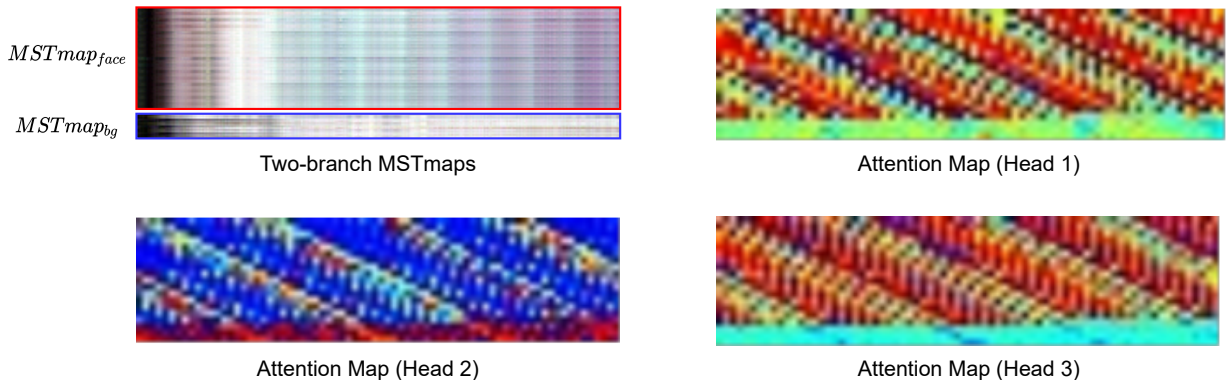 MSTmap_face
MSTmap_bg
Two-branch MSTmaps
Attention Map (Head 1)
Attention Map (Head 2)
Attention Map (Head 3)